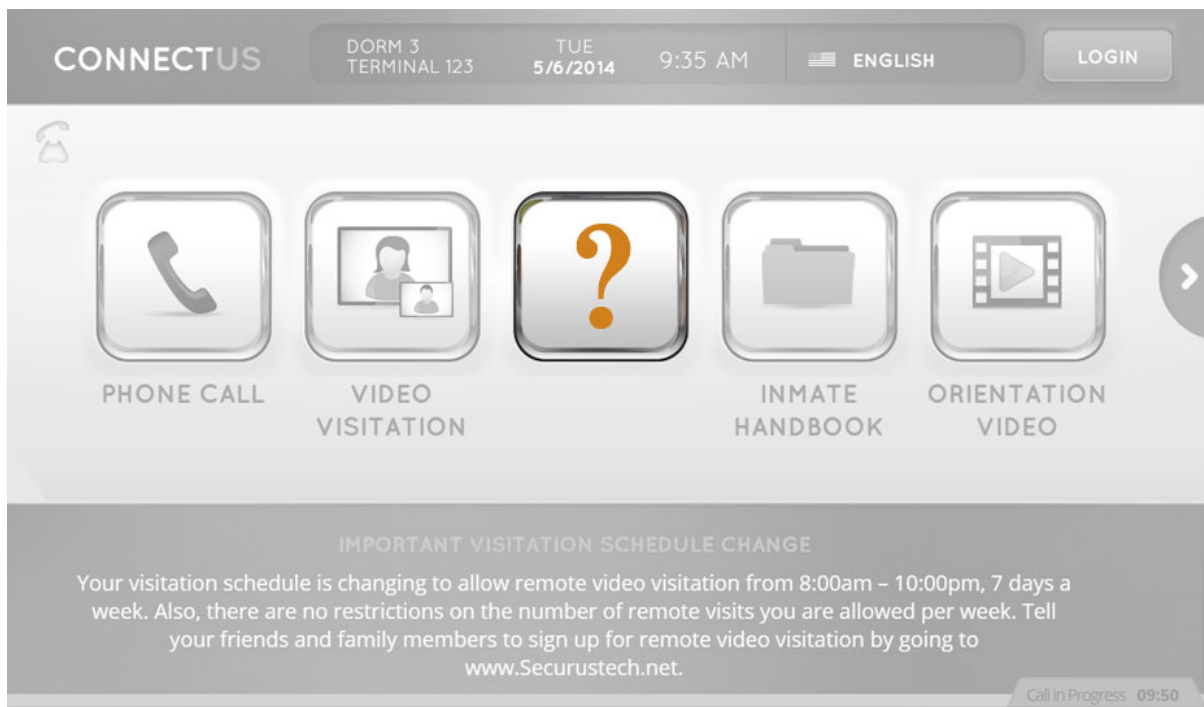 CONNECTUS
DORM 3
TERMINAL 123
TUE
5/6/2014
9:35 AM
ENGLISH
LOGIN
?
PHONE CALL
VIDEO
VISITATION
INMATE
HANDBOOK
ORIENTATION
VIDEO
IMPORTANT VISITATION SCHEDULE CHANGE
Your visitation schedule is changing to allow remote video visitation from 8:00am – 10:00pm, 7 days a
week. Also, there are no restrictions on the number of remote visits you are allowed per week. Tell
your friends and family members to sign up for remote video visitation by going to
www.Securustech.net.
Call in Progress 09:50